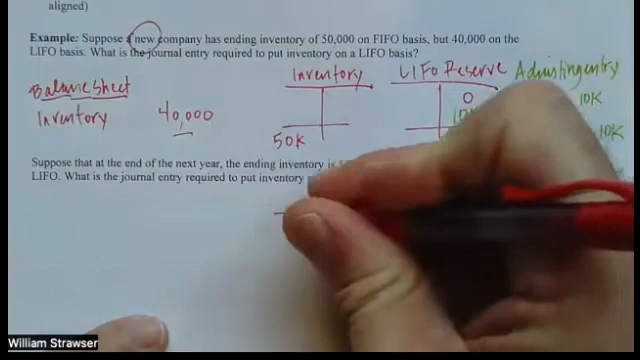 aligned)
Example: Suppose a new company has ending inventory of 50,000 on FIFO basis, but 40,000 on the
LIFO basis. What is the journal entry required to put inventory on a LIFO basis?
Balance Sheet
Inventory 40,000
Inventory
50K
LIFO Reserve
0
10K
Adjusting entry
10K
10K
Suppose that at the end of the next year, the ending inventory is
LIFO. What is the journal entry required to put inventory
William Strawser